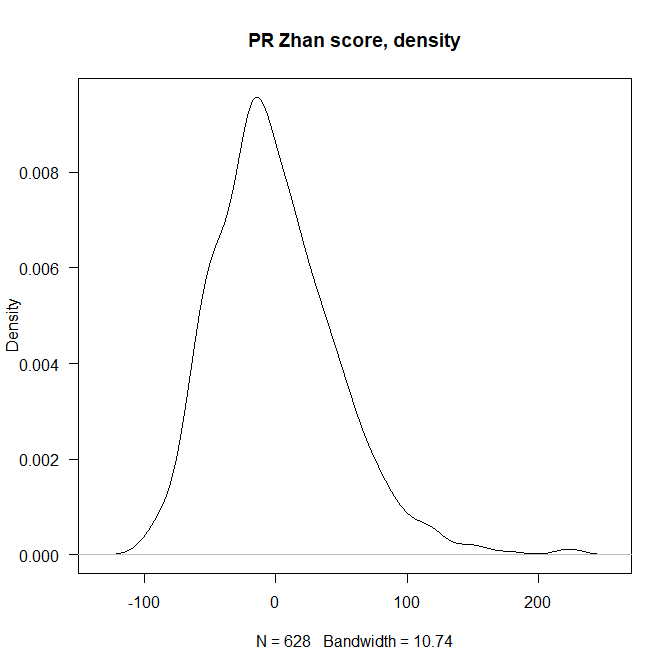 PR Zhan score, density
Density
0.008
0.006
0.004
0.002
0.000
-100 0 100 200
N = 628 Bandwidth = 10.74